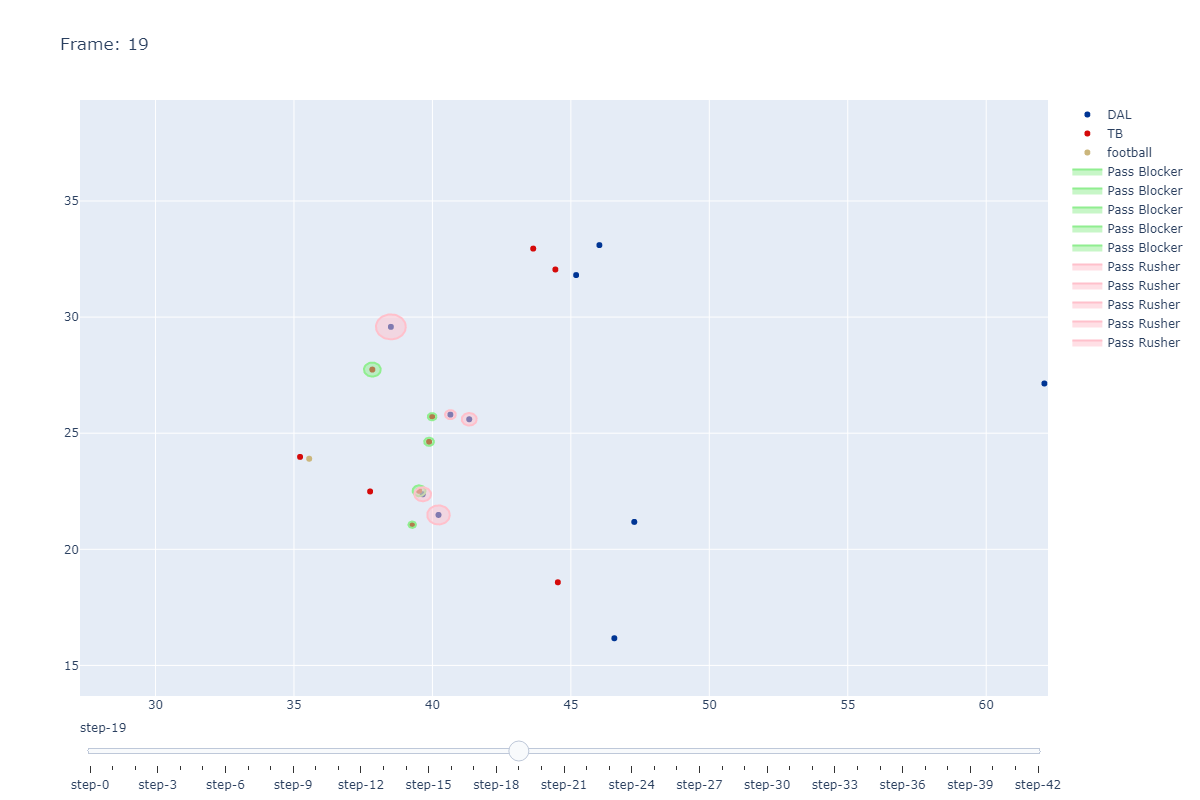 Frame: 19
DAL
TB
football
Pass Blocker
Pass Blocker
Pass Blocker
Pass Blocker
Pass Blocker
Pass Rusher
Pass Rusher
Pass Rusher
Pass Rusher
Pass Rusher
35
30
25
20
15
30 35 40 45 50 55 60
step-19
step-0 step-3 step-6 step-9 step-12 step-15 step-18 step-21 step-24 step-27 step-30 step-33 step-36 step-39 step-42